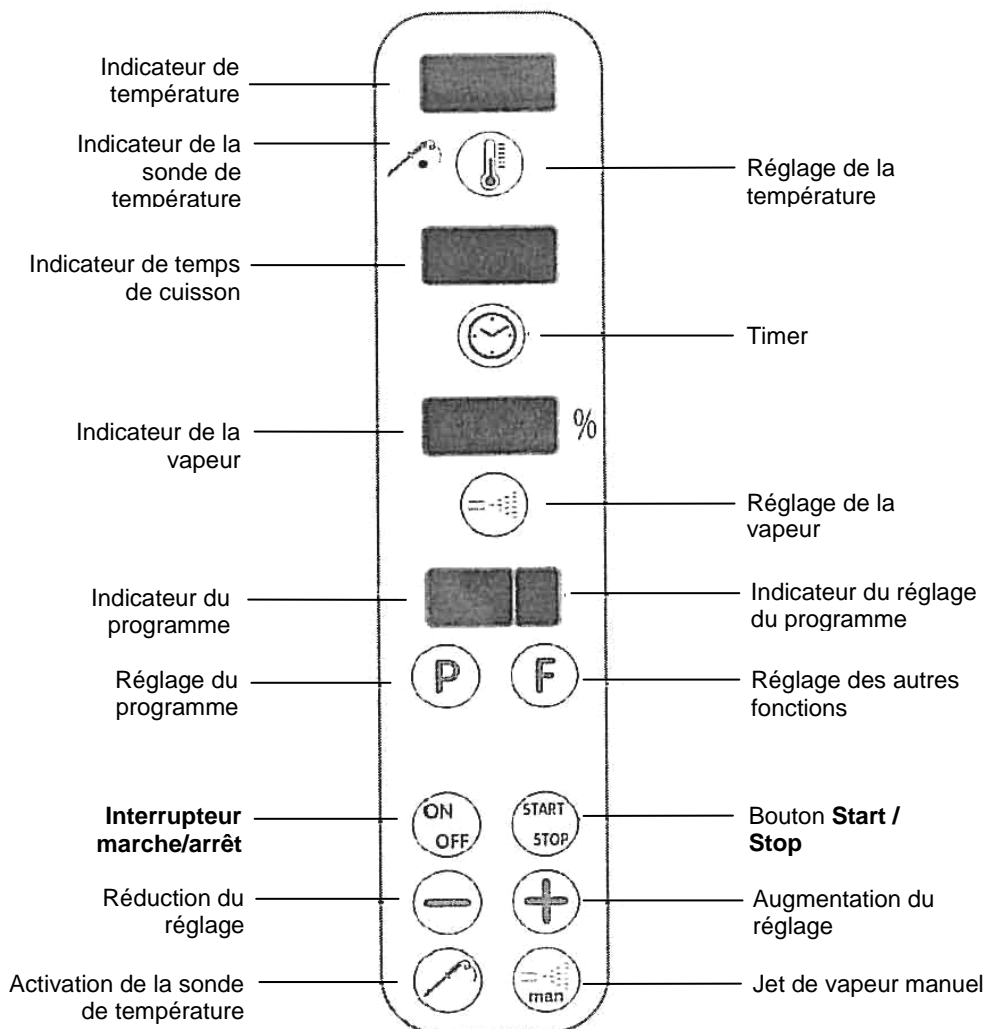 Indicateur de
température
Indicateur de la
sonde de
température
Réglage de la
température
Indicateur de temps
de cuisson
Timer
%
Indicateur de la
vapeur
Réglage de la
vapeur
Indicateur du
programme
Indicateur du réglage
du programme
P
F
Réglage du
programme
Réglage des autres
fonctions
Interrupteur
marche/arrêt
ON
OFF
START
STOP
Bouton Start /
Stop
Réduction du
réglage
Augmentation du
réglage
Activation de la sonde
de température
man
Jet de vapeur manuel